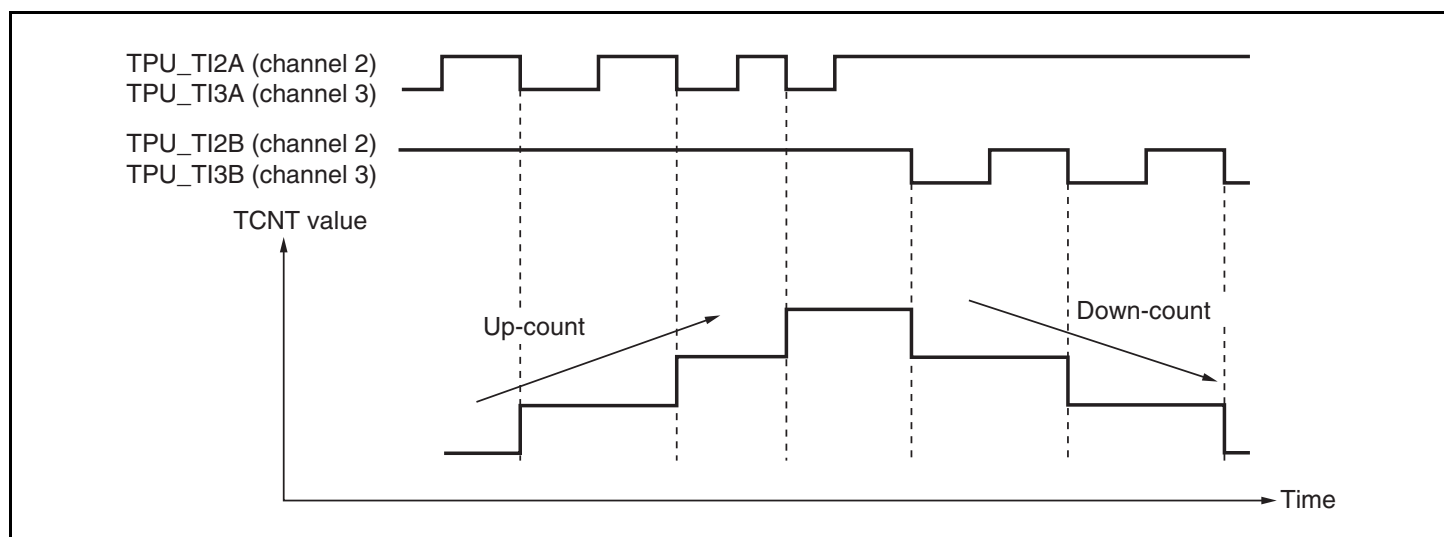 TPU_TI2A (channel 2)
TPU_TI3A (channel 3)
TPU_TI2B (channel 2)
TPU_TI3B (channel 3)
TCNT value
Up-count
Down-count
Time